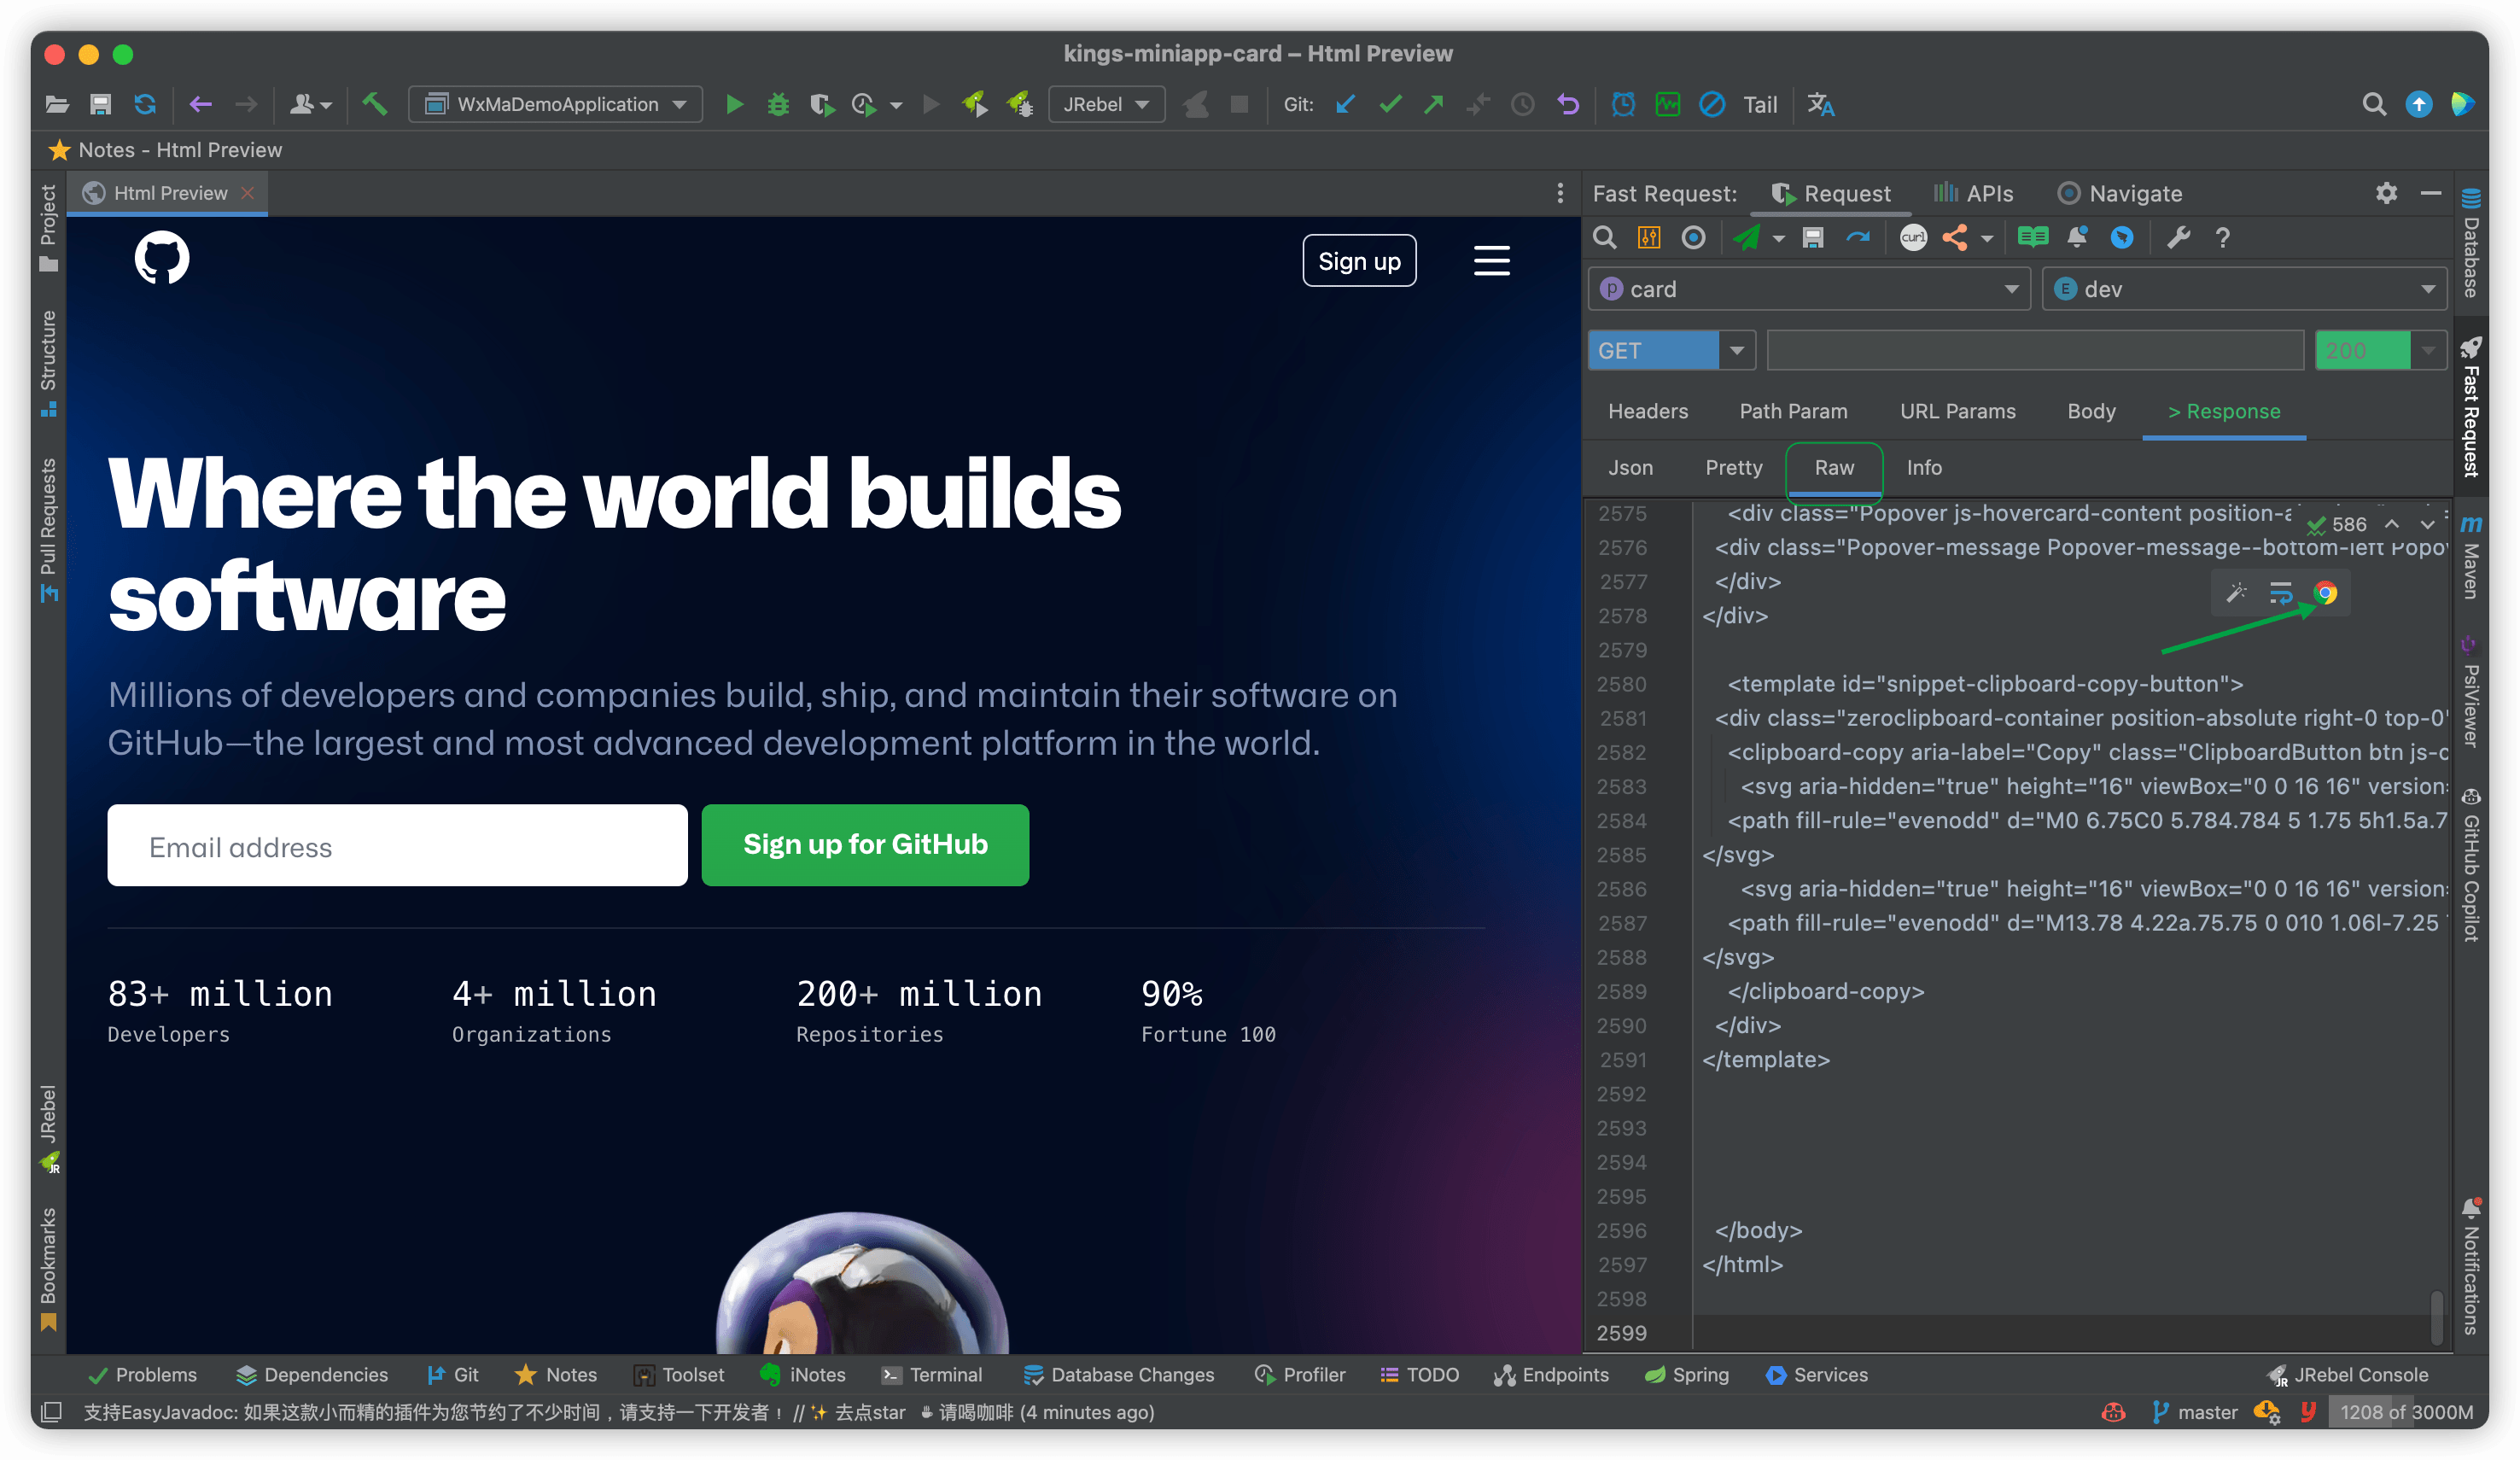 kings-miniapp-card – Html Preview
WxMaDemoApplication
JRebel
Git:
Tail
Notes - Html Preview
Project
Structure
Pull Requests
JRebel
Bookmarks
Html Preview
Sign up
Where the world builds
software
Millions of developers and companies build, ship, and maintain their software on
GitHub—the largest and most advanced development platform in the world.
Email address
Sign up for GitHub
83+ million
Developers
4+ million
Organizations
200+ million
Repositories
90%
Fortune 100
Fast Request:
Request
APIs
Navigate
curl
card
dev
GET
200
Headers
Path Param
URL Params
Body
> Response
Json
Pretty
Raw
Info
586
2575 <div class="Popover js-hovercard-content position-a
2576 <div class="Popover-message Popover-message--bottom-left Popov
2577 </div>
2578 </div>
2579
2580 <template id="snippet-clipboard-copy-button">
2581 <div class="zeroclipboard-container position-absolute right-0 top-0"
2582 <clipboard-copy aria-label="Copy" class="ClipboardButton btn js-c
2583 <svg aria-hidden="true" height="16" viewBox="0 0 16 16" version=
2584 <path fill-rule="evenodd" d="M0 6.75C0 5.784.784 5 1.75 5h1.5a.7
2585 </svg>
2586 <svg aria-hidden="true" height="16" viewBox="0 0 16 16" version=
2587 <path fill-rule="evenodd" d="M13.78 4.22a.75.75 0 010 1.06l-7.25
2588 </svg>
2589 </clipboard-copy>
2590 </div>
2591 </template>
2592
2593
2594
2595
2596 </body>
2597 </html>
2598
2599
Database
Fast Request
Maven
PsiViewer
GitHub Copilot
Notifications
Problems
Dependencies
Git
Notes
Toolset
iNotes
Terminal
Database Changes
Profiler
TODO
Endpoints
Spring
Services
JRebel Console
支持EasyJavadoc: 如果这款小而精的插件为您节约了不少时间，请支持一下开发者！ //✨ 去点star ☕ 请喝咖啡 (4 minutes ago)
master
1208 of 3000M